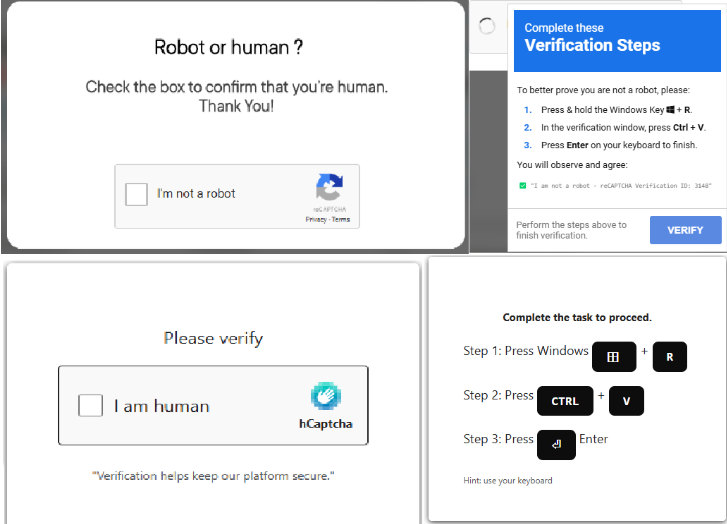 Robot or human ?
Check the box to confirm that you're human.
Thank You!
I'm not a robot
reCAPTCHA
Privacy - Terms
Complete these
Verification Steps
To better prove you are not a robot, please:
1. Press & hold the Windows Key + R.
2. In the verification window, press Ctrl + V.
3. Press Enter on your keyboard to finish.
You will observe and agree:
"I am not a robot - reCAPTCHA Verification ID: 3148"
Perform the steps above to
finish verification.
VERIFY
Please verify
I am human
hCaptcha
"Verification helps keep our platform secure."
Complete the task to proceed.
Step 1: Press Windows + R
Step 2: Press CTRL + V
Step 3: Press Enter
Hint: use your keyboard